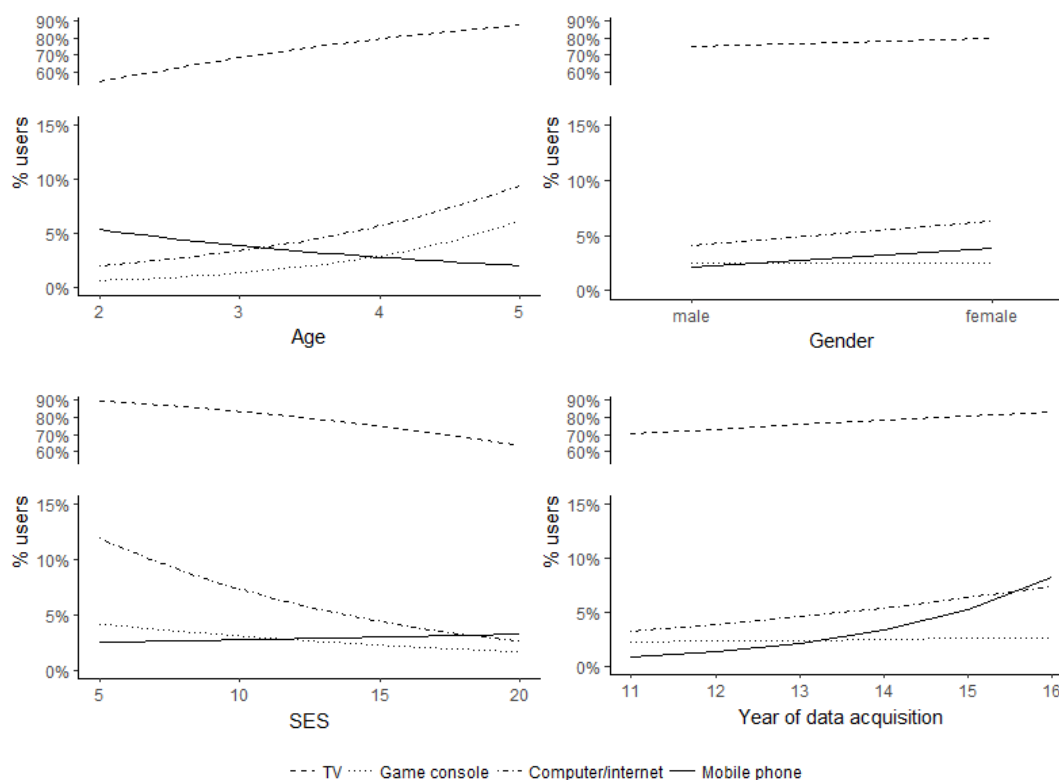 90%
80%
70%
60%
15%
10%
5%
0%
% users
2 3 4 5
Age
90%
80%
70%
60%
15%
10%
5%
0%
% users
male female
Gender
90%
80%
70%
60%
15%
10%
5%
0%
% users
5 10 15 20
SES
90%
80%
70%
60%
15%
10%
5%
0%
% users
11 12 13 14 15 16
Year of data acquisition
TV Game console Computer/internet Mobile phone